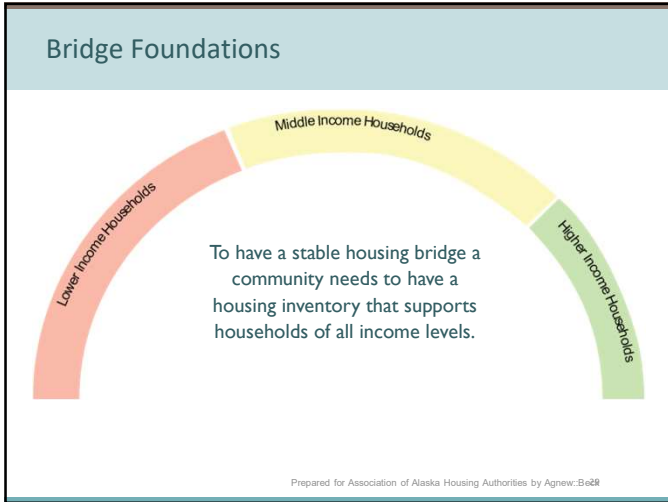 Bridge Foundations
Lower Income Households
Middle Income Households
Higher Income Households
To have a stable housing bridge a
community needs to have a
housing inventory that supports
households of all income levels.
Prepared for Association of Alaska Housing Authorities by Agnew::Beck